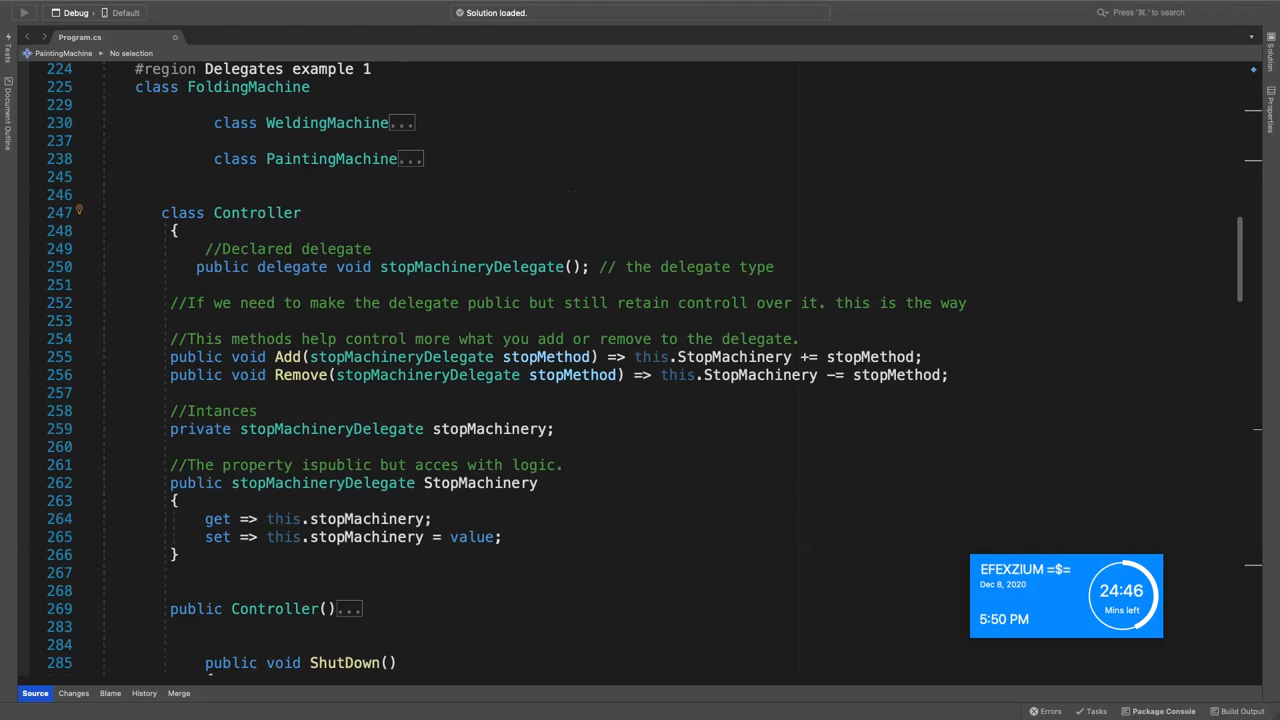 Debug › Default
Solution loaded.
Press '⌘.' to search
Program.cs
PaintingMachine
No selection
Tests
Document Outline
Solution
Properties
224 #region Delegates example 1
225 class FoldingMachine
229
230 class WeldingMachine...
237
238 class PaintingMachine...
245
246
247 class Controller
248 {
249 //Declared delegate
250 public delegate void stopMachineryDelegate(); // the delegate type
251
252 //If we need to make the delegate public but still retain controll over it. this is the way
253
254 //This methods help control more what you add or remove to the delegate.
255 public void Add(stopMachineryDelegate stopMethod) => this.StopMachinery += stopMethod;
256 public void Remove(stopMachineryDelegate stopMethod) => this.StopMachinery -= stopMethod;
257
258 //Intances
259 private stopMachineryDelegate stopMachinery;
260
261 //The property ispublic but acces with logic.
262 public stopMachineryDelegate StopMachinery
263 {
264 get => this.stopMachinery;
265 set => this.stopMachinery = value;
266 }
267
268
269 public Controller()...
283
284
285 public void ShutDown()
{
EFEXZIUM =$=
Dec 8, 2020
5:50 PM
24:46
Mins left
Source
Changes
Blame
History
Merge
Errors
Tasks
Package Console
Build Output